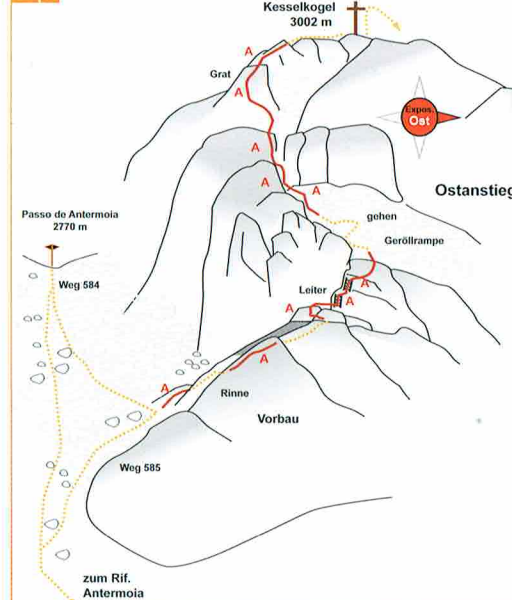 Kesselkogel
3002 m
A
Grat
A
Expos.
Ost
A
A
A
Ostanstieg
gehen
Passo de Antermoia
2770 m
Geröllrampe
Weg 584
Leiter
A
A
A
A
A
Rinne
Vorbau
Weg 585
zum Rif.
Antermoia